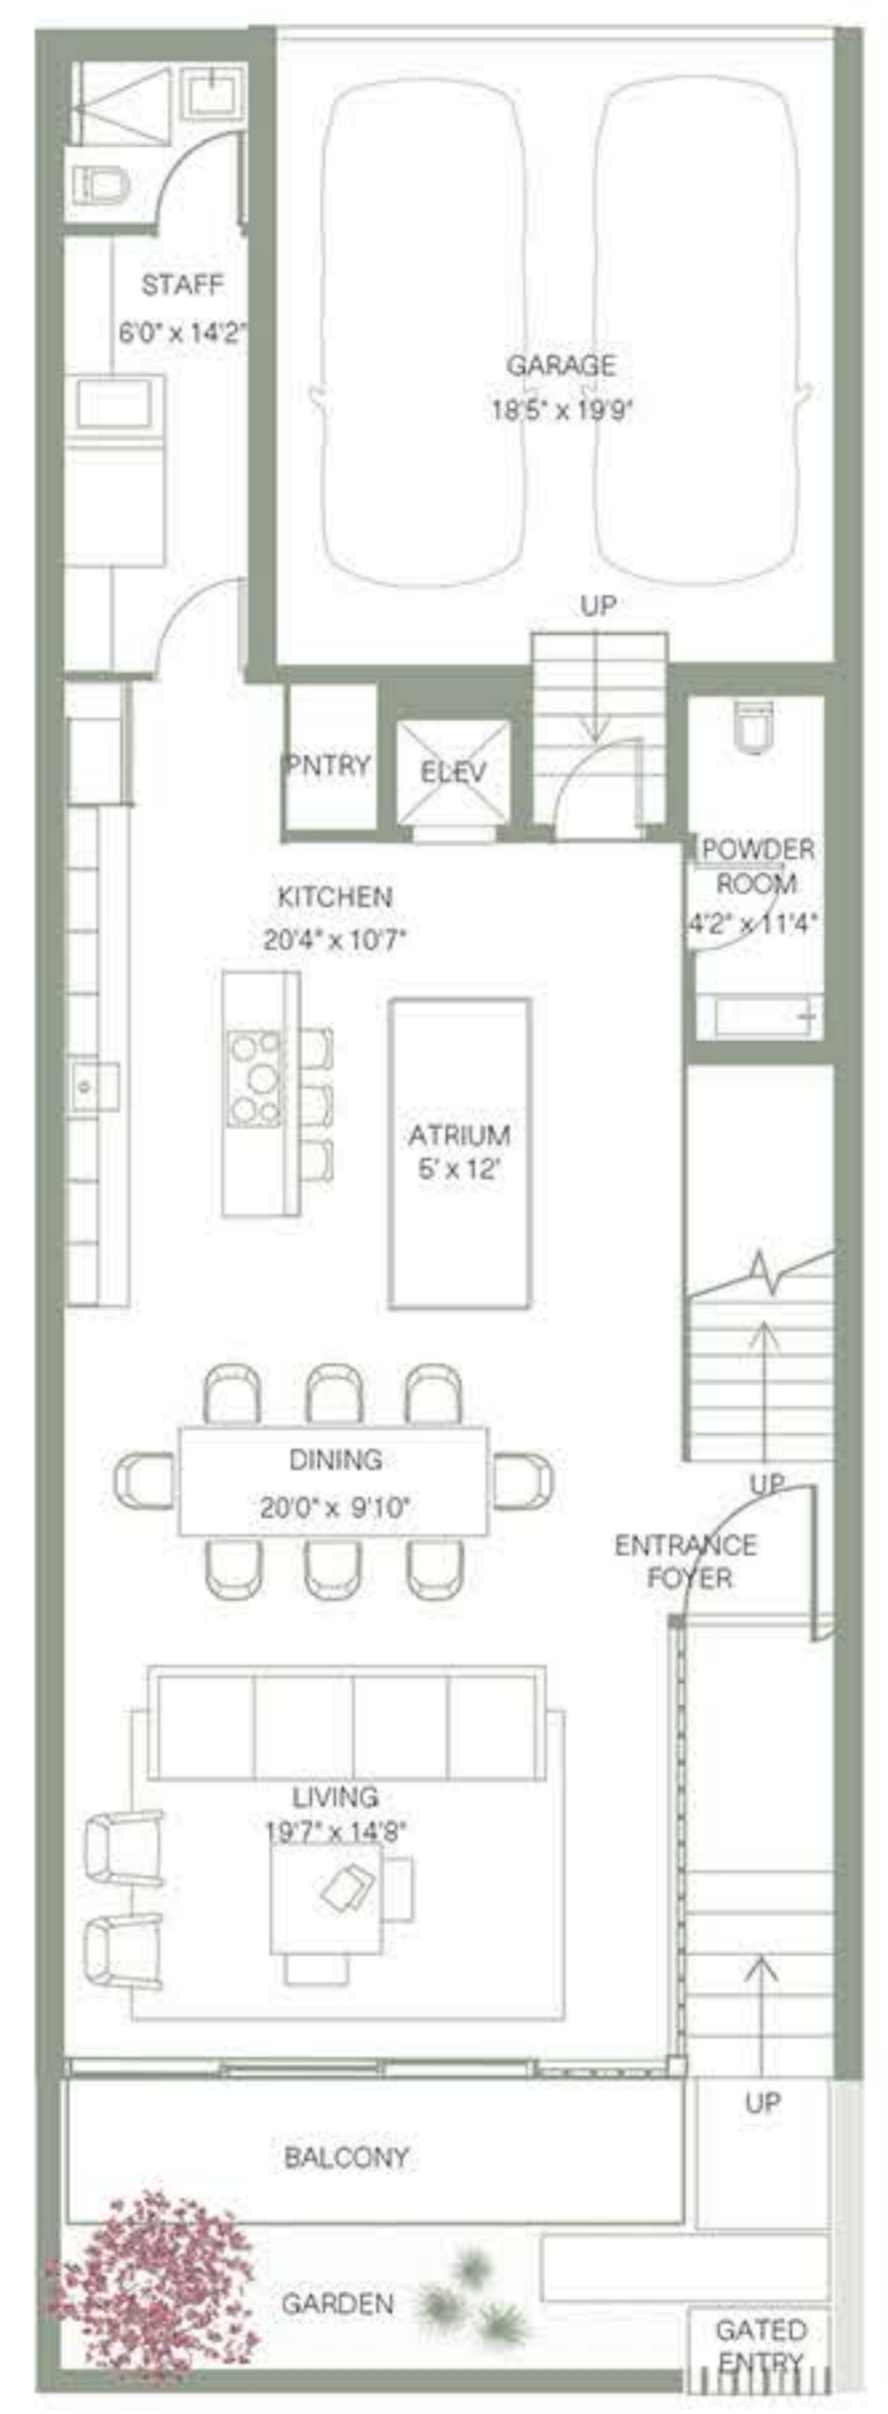 STAFF
6'0" x 14'2"
GARAGE
18'5" x 19'9"
UP
PNTRY
ELEV
POWDER
ROOM
4'2" x 11'4"
KITCHEN
20'4" x 10'7"
ATRIUM
5' x 12'
DINING
20'0" x 9'10"
UP
ENTRANCE
FOYER
LIVING
19'7" x 14'8"
UP
BALCONY
GARDEN
GATED
ENTRY